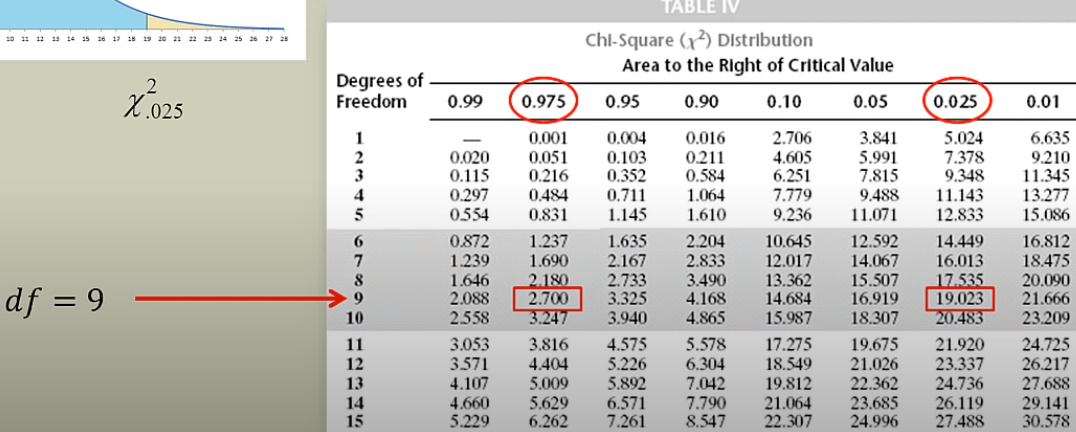 TABLE IV
Chi-Square (χ²) Distribution
Area to the Right of Critical Value
Degrees of
Freedom 0.99 0.975 0.95 0.90 0.10 0.05 0.025 0.01
1 — 0.001 0.004 0.016 2.706 3.841 5.024 6.635
2 0.020 0.051 0.103 0.211 4.605 5.991 7.378 9.210
3 0.115 0.216 0.352 0.584 6.251 7.815 9.348 11.345
4 0.297 0.484 0.711 1.064 7.779 9.488 11.143 13.277
5 0.554 0.831 1.145 1.610 9.236 11.071 12.833 15.086
6 0.872 1.237 1.635 2.204 10.645 12.592 14.449 16.812
7 1.239 1.690 2.167 2.833 12.017 14.067 16.013 18.475
8 1.646 2.180 2.733 3.490 13.362 15.507 17.535 20.090
9 2.088 2.700 3.325 4.168 14.684 16.919 19.023 21.666
10 2.558 3.247 3.940 4.865 15.987 18.307 20.483 23.209
11 3.053 3.816 4.575 5.578 17.275 19.675 21.920 24.725
12 3.571 4.404 5.226 6.304 18.549 21.026 23.337 26.217
13 4.107 5.009 5.892 7.042 19.812 22.362 24.736 27.688
14 4.660 5.629 6.571 7.790 21.064 23.685 26.119 29.141
15 5.229 6.262 7.261 8.547 22.307 24.996 27.488 30.578
10 11 12 13 14 15 16 17 18 19 20 21 22 23 24 25 26 27 28
χ².025
df = 9